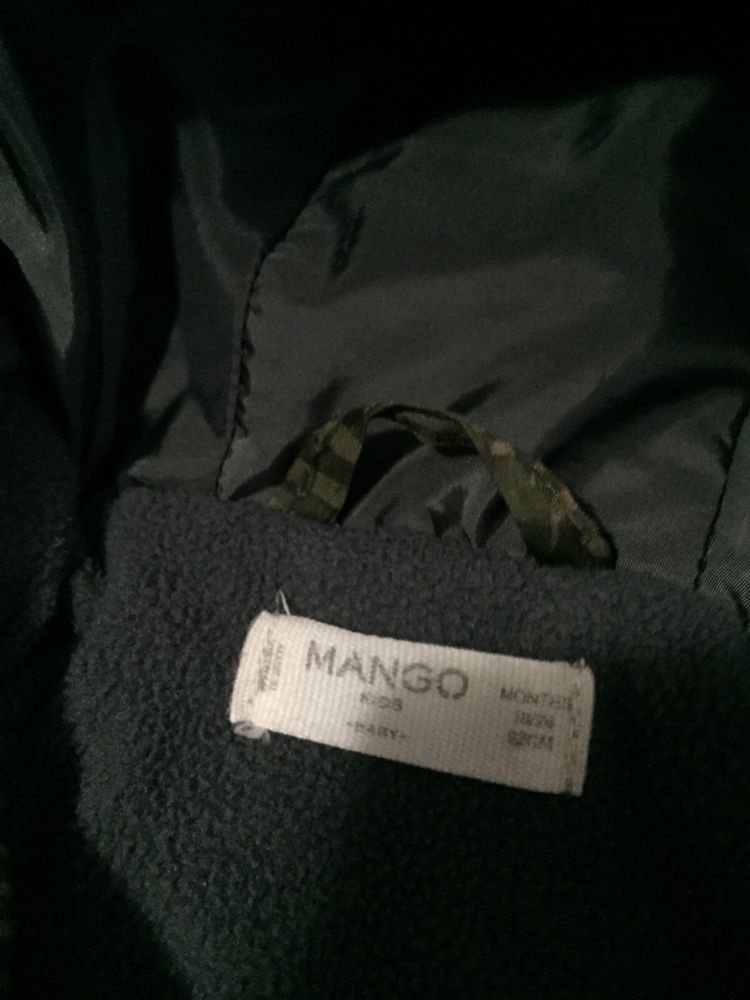 MANGO
KIDS
-BABY-
MONTHS
18/24
92CM